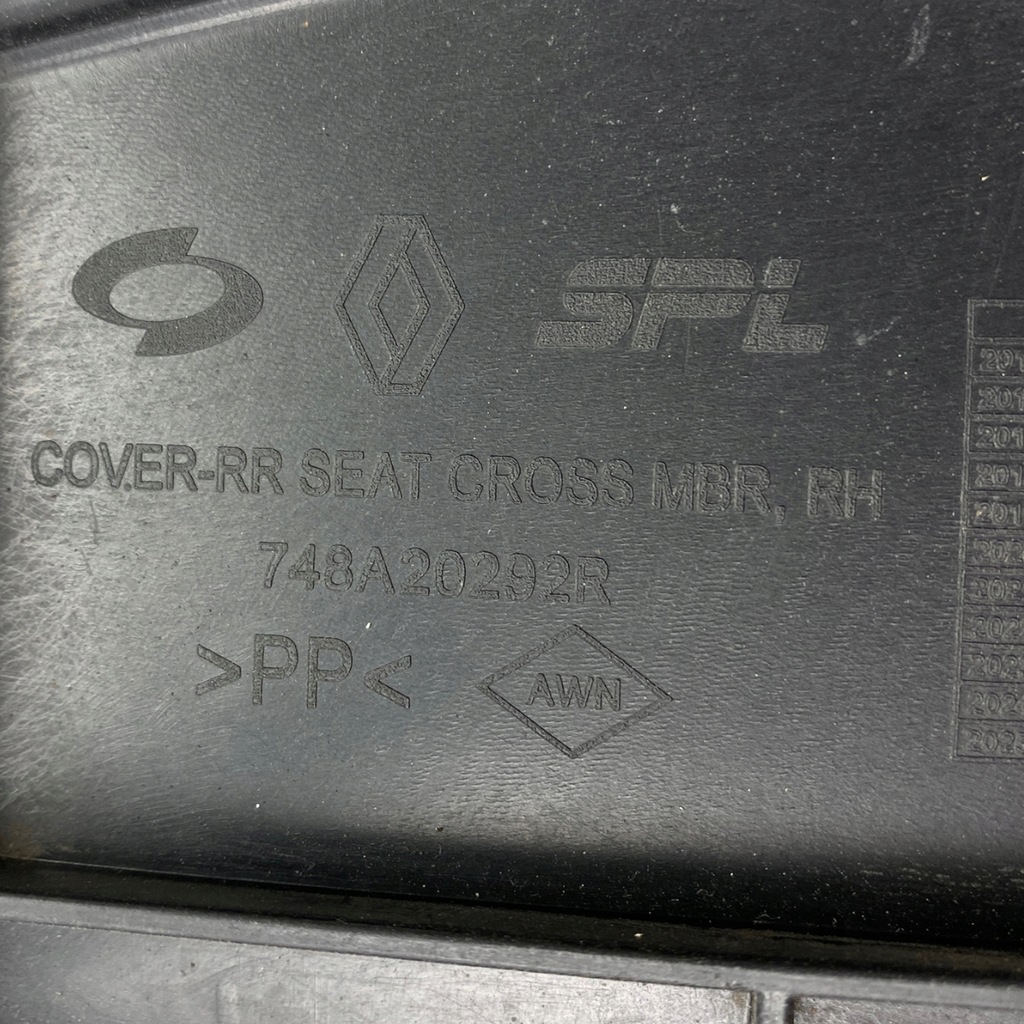 SPL
COVER-RR SEAT CROSS MBR, RH
748A20292R
>PP<
AWN